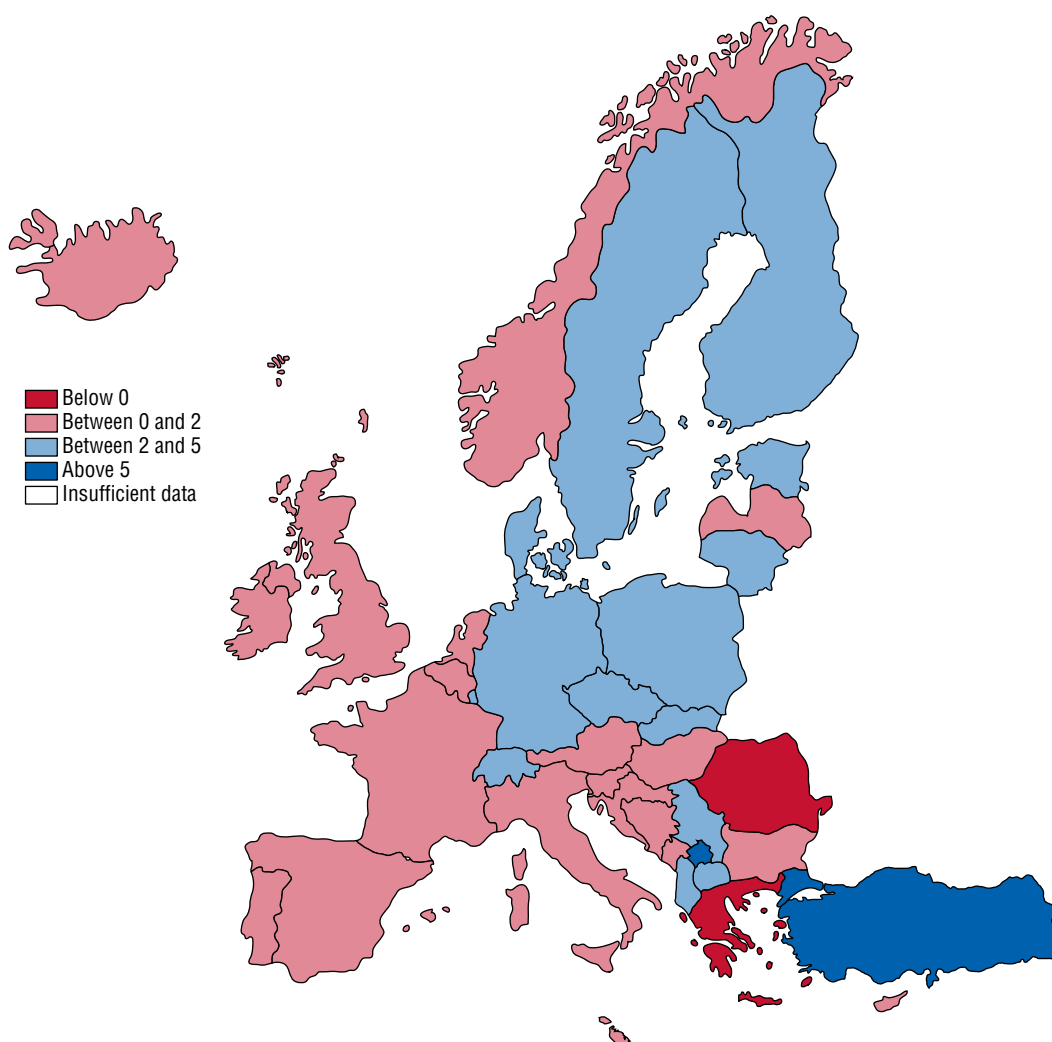 Below 0
Between 0 and 2
Between 2 and 5
Above 5
Insufficient data